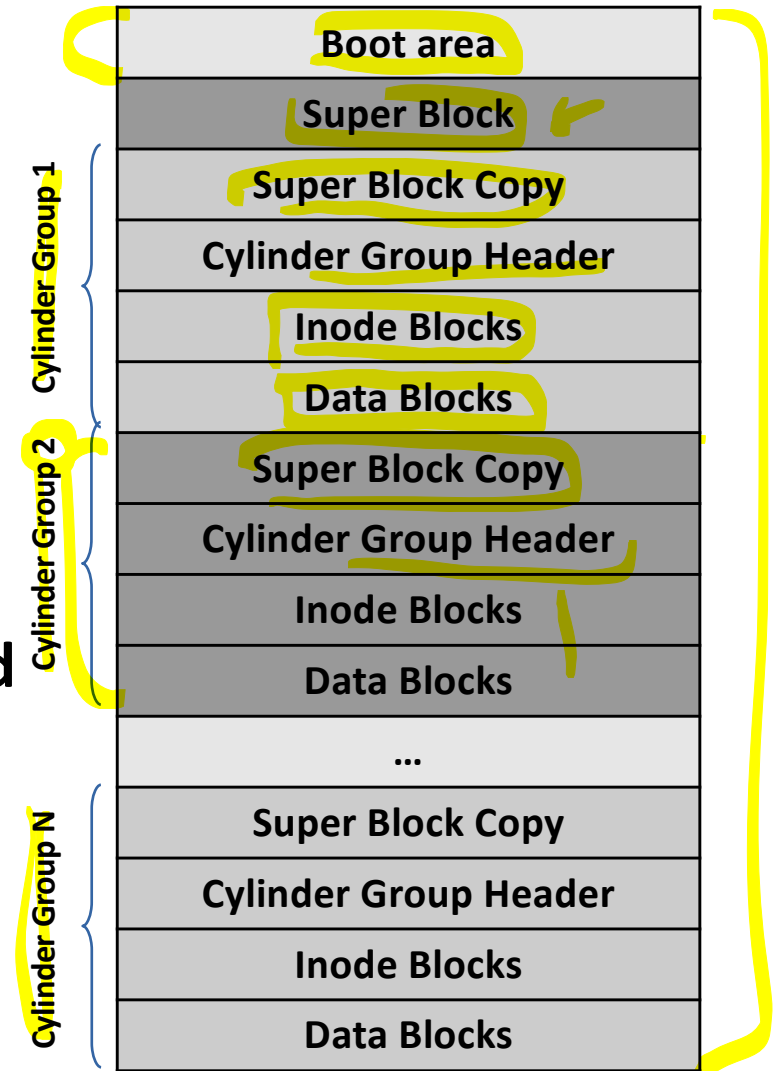 Boot area
Super Block
Cylinder Group 1
Super Block Copy
Cylinder Group Header
Inode Blocks
Data Blocks
Cylinder Group 2
Super Block Copy
Cylinder Group Header
Inode Blocks
Data Blocks
d
...
Cylinder Group N
Super Block Copy
Cylinder Group Header
Inode Blocks
Data Blocks